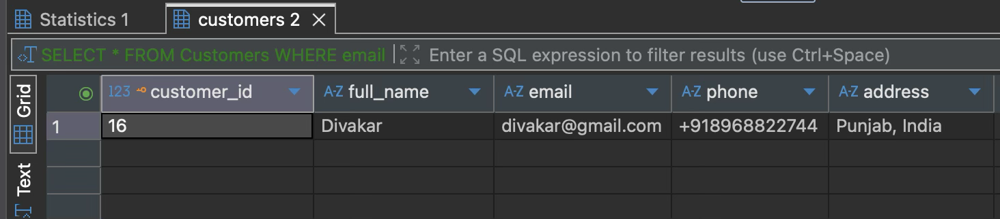 Statistics 1 customers 2
SELECT * FROM Customers WHERE email Enter a SQL expression to filter results (use Ctrl+Space)
Grid
Text
123 customer_id A-Z full_name A-Z email A-Z phone A-Z address
1 16 Divakar divakar@gmail.com +918968822744 Punjab, India